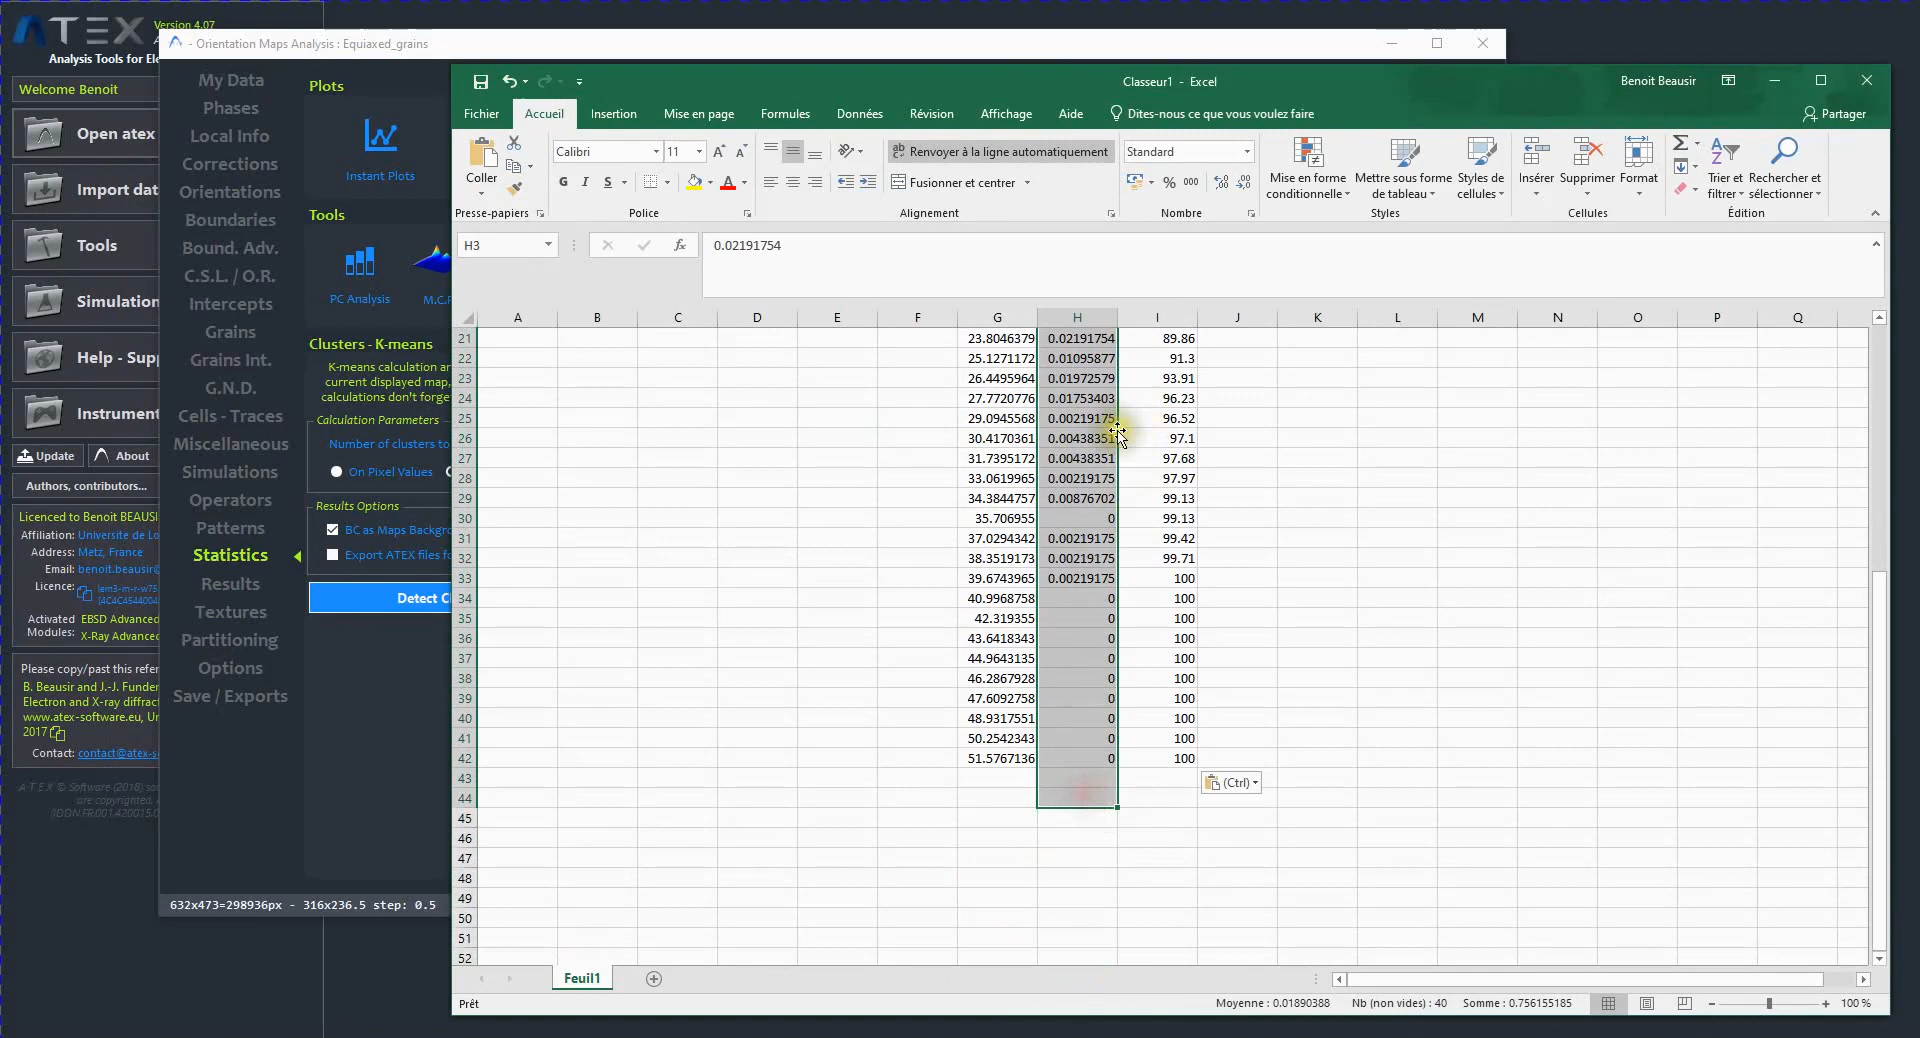 ATEX
Version 4.07
Analysis Tools for Ele
Welcome Benoit
Open atex
Import dat
Tools
Simulation
Help - Supp
Instrument
Update
About
Authors, contributors...
Licenced to Benoit BEAUSI
Affiliation: Universite de Lo
Address: Metz, France
Email: benoit.beausir@
Licence: lem3-m-r-w75
[4C4C4544004
Activated EBSD Advanced
Modules: X-Ray Advance
Please copy/past this refer
B. Beausir and J.-J. Funder
Electron and X-ray diffract
www.atex-software.eu, Un
2017
Contact: contact@atex-s
A T E X © Software (2016) so
are copyrighted. A
(IDDN.FR.001.420015.0
- Orientation Maps Analysis : Equiaxed_grains
My Data
Phases
Local Info
Corrections
Orientations
Boundaries
Bound. Adv.
C.S.L. / O.R.
Intercepts
Grains
Grains Int.
G.N.D.
Cells - Traces
Miscellaneous
Simulations
Operators
Patterns
Statistics
Results
Textures
Partitioning
Options
Save / Exports
632x473=298936px - 316x236.5 step: 0.5
Plots
Instant Plots
Tools
PC Analysis
M.C.
Clusters - K-means
K-means calculation ar
current displayed map,
calculations don't forge
Calculation Parameters
Number of clusters to
On Pixel Values
Results Options
BC as Maps Backgro
Export ATEX files fo
Detect C
Classeur1 - Excel
Benoit Beausir
Fichier Accueil Insertion Mise en page Formules Données Révision Affichage Aide Dites-nous ce que vous voulez faire Partager
Coller
Presse-papiers
Calibri 11
G I S
Police
Renvoyer à la ligne automatiquement
Fusionner et centrer
Alignement
Standard
% 000
Nombre
Mise en forme conditionnelle
Mettre sous forme de tableau
Styles de cellules
Styles
Insérer Supprimer Format
Cellules
Trier et filtrer
Rechercher et sélectionner
Édition
H3
fx
0.02191754
A B C D E F G H I J K L M N O P Q
21 23.8046379 0.02191754 89.86
22 25.1271172 0.01095877 91.3
23 26.4495964 0.01972579 93.91
24 27.7720776 0.01753403 96.23
25 29.0945568 0.00219175 96.52
26 30.4170361 0.00438351 97.1
27 31.7395172 0.00438351 97.68
28 33.0619965 0.00219175 97.97
29 34.3844757 0.00876702 99.13
30 35.706955 0 99.13
31 37.0294342 0.00219175 99.42
32 38.3519173 0.00219175 99.71
33 39.6743965 0.00219175 100
34 40.9968758 0 100
35 42.319355 0 100
36 43.6418343 0 100
37 44.9643135 0 100
38 46.2867928 0 100
39 47.6092758 0 100
40 48.9317551 0 100
41 50.2542343 0 100
42 51.5767136 0 100
43
(Ctrl)
44
45
46
47
48
49
50
51
52
Feuil1
Prêt
Moyenne : 0.01890388 Nb (non vides) : 40 Somme : 0.756155185 100 %